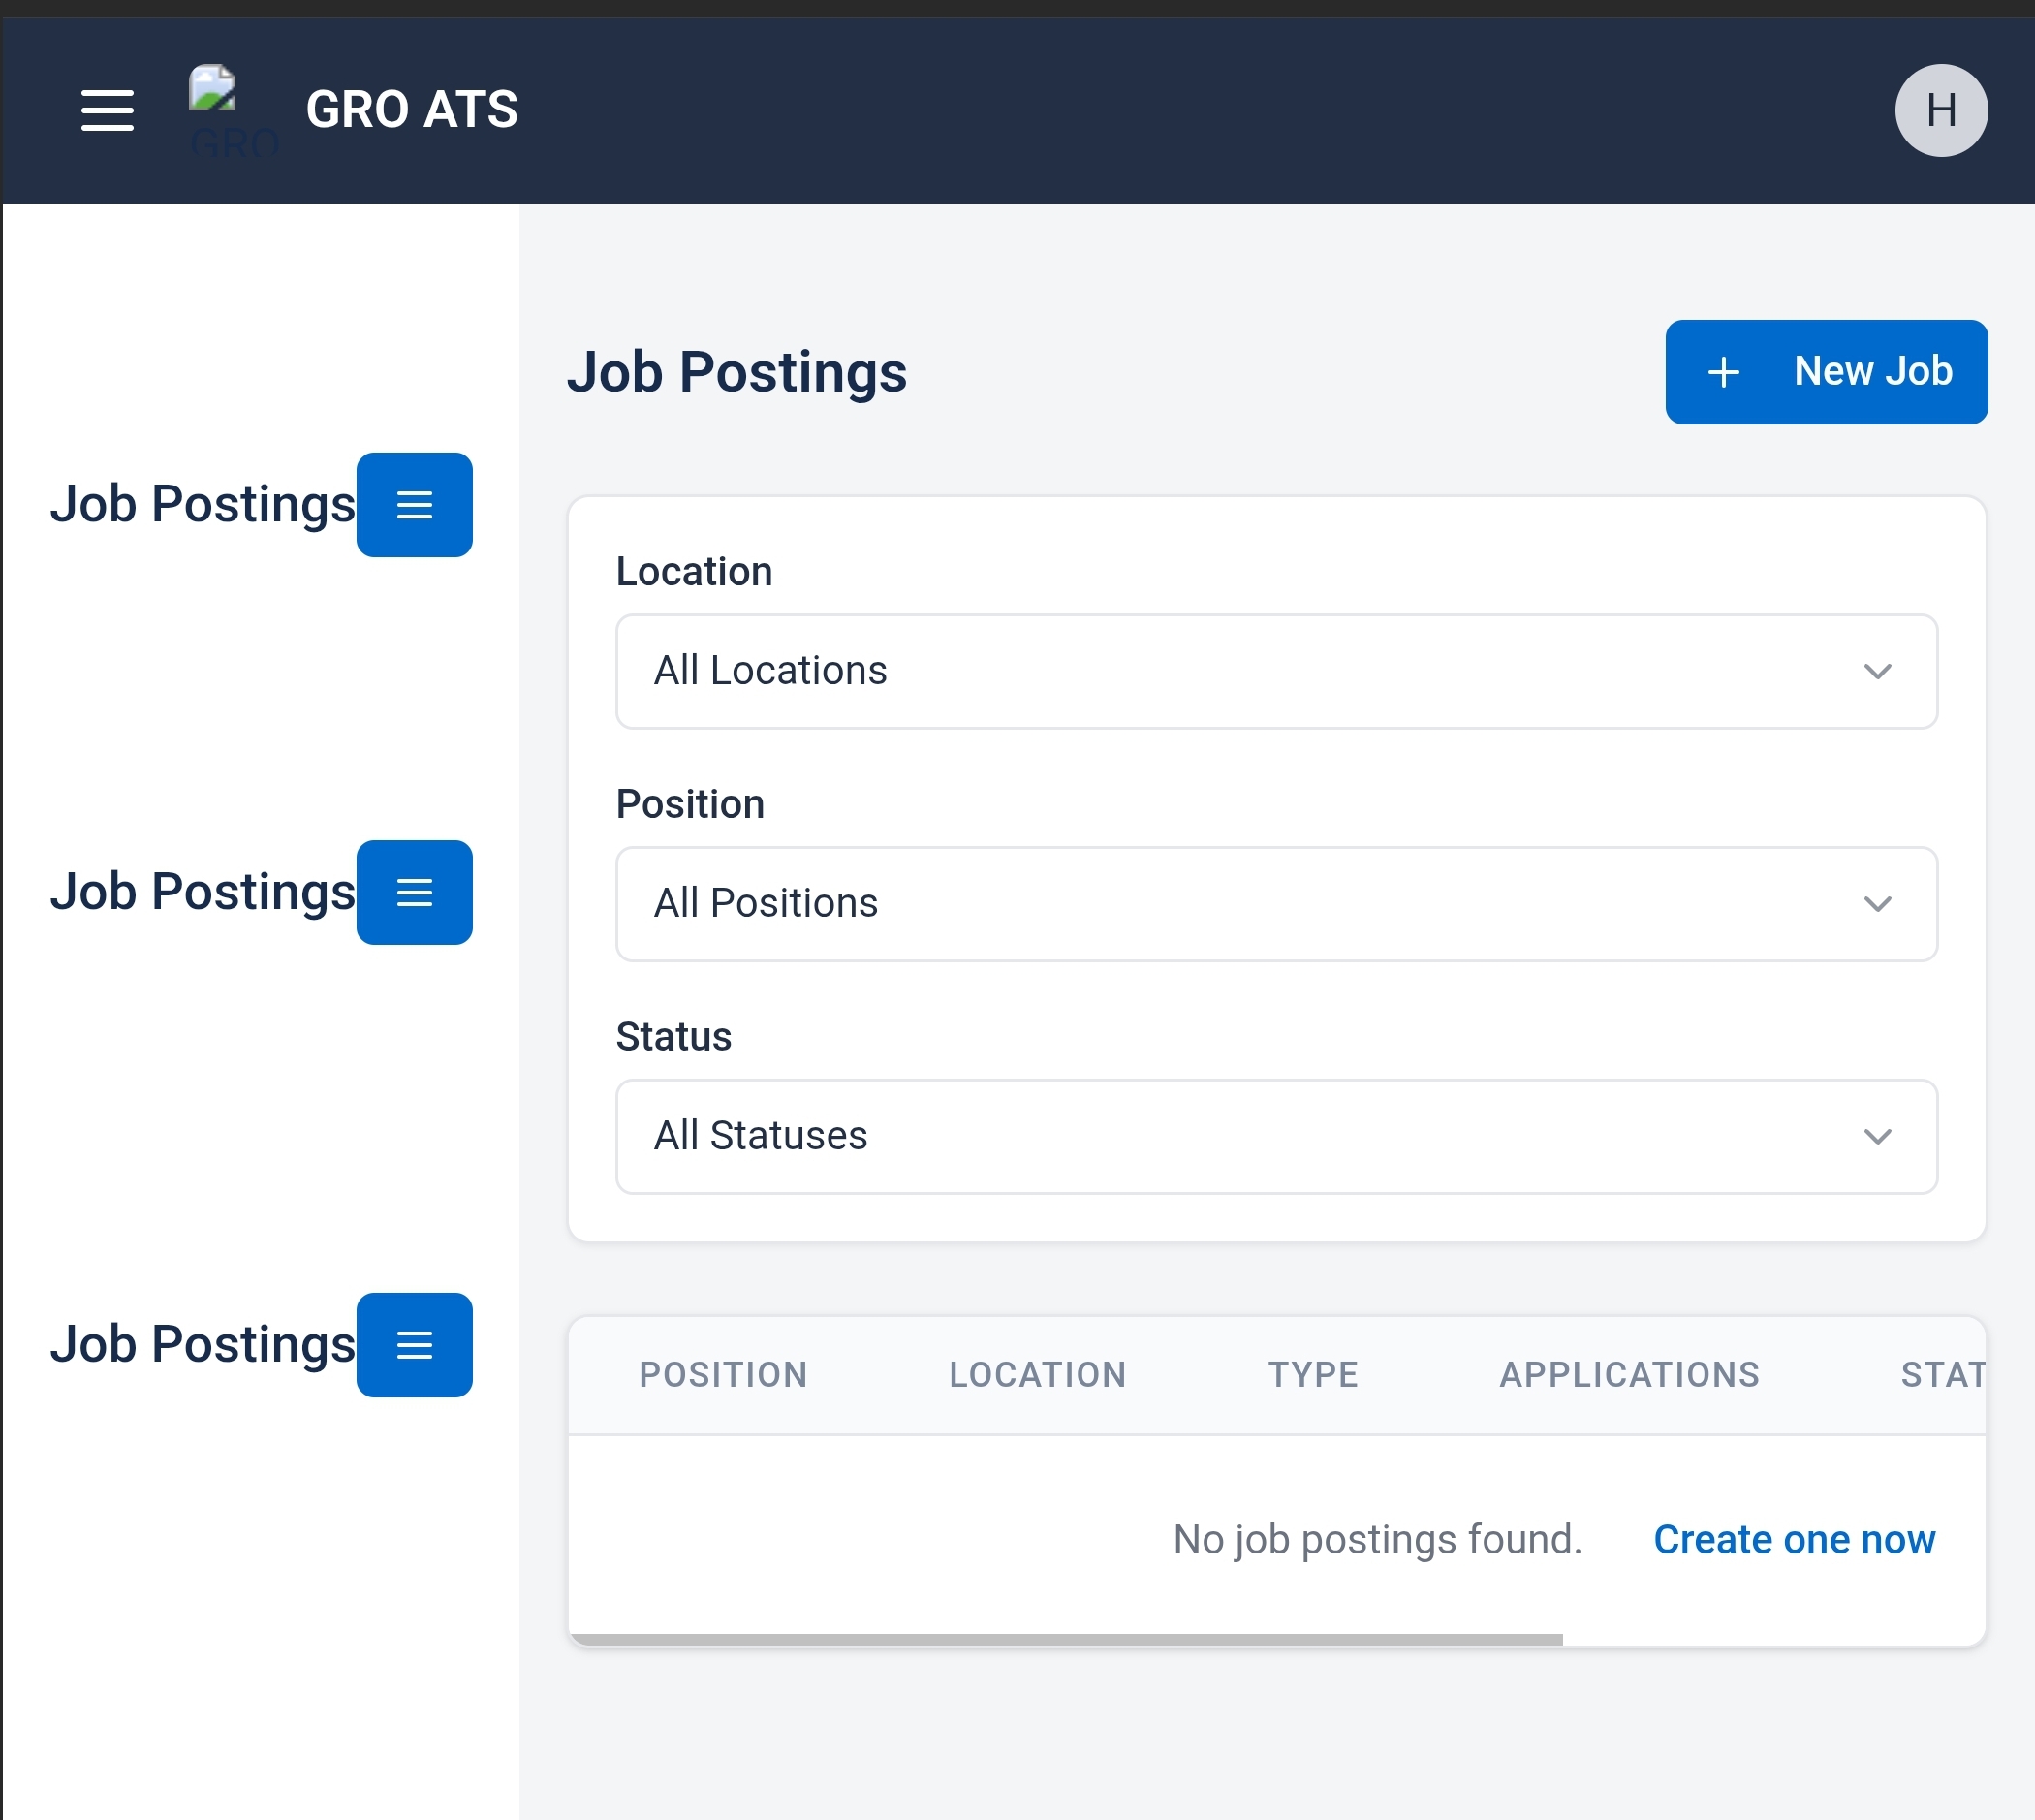 GRO
GRO ATS
H
Job Postings
New Job
Job Postings
Location
All Locations
Position
All Positions
Job Postings
Status
All Statuses
Job Postings
POSITION LOCATION TYPE APPLICATIONS STAT
No job postings found. Create one now